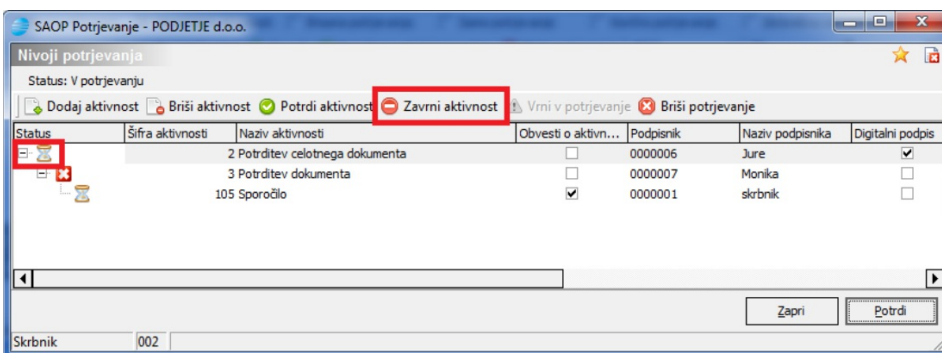 SAOP Potrjevanje - PODJETJE d.o.o.
Nivoji potrjevanja
Status: V potrjevanju
Dodaj aktivnost Briši aktivnost Potrdi aktivnost Zavrni aktivnost Vrni v potrjevanje Briši potrjevanje
Status Šifra aktivnosti Naziv aktivnosti Obvesti o aktivn... Podpisnik Naziv podpisnika Digitalni podpis
2 Potrditev celotnega dokumenta 0000006 Jure
3 Potrditev dokumenta 0000007 Monika
105 Sporočilo 0000001 skrbnik
Zapri Potrdi
Skrbnik 002